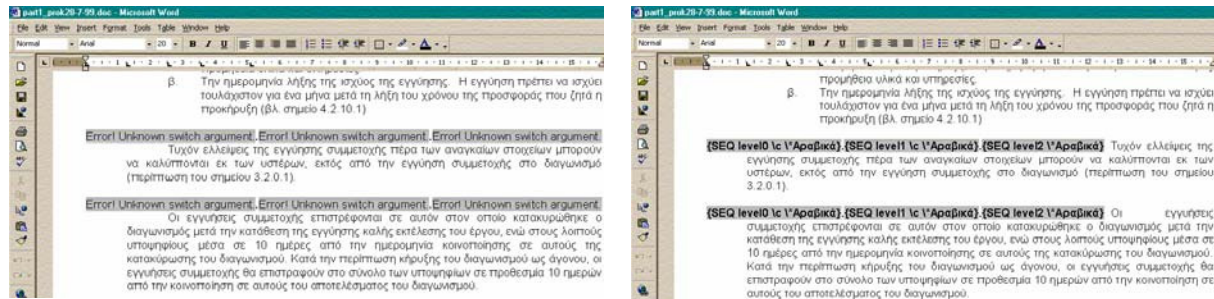 part1_prok28-7-99.doc - Microsoft Word
File Edit View Insert Format Tools Table Window Help
Normal Arial 20 B I U
προμήθεια υλικά και υπηρεσίες.
β. Την ημερομηνία λήξης της ισχύος της εγγύησης. Η εγγύηση πρέπει να ισχύει
τουλάχιστον για ένα μήνα μετά τη λήξη του χρόνου της προσφοράς που ζητά η
προκήρυξη (βλ. σημείο 4.2.10.1)
Error! Unknown switch argument..Error! Unknown switch argument..Error! Unknown switch argument.
Τυχόν ελλείψεις της εγγύησης συμμετοχής πέρα των αναγκαίων στοιχείων μπορούν
να καλύπτονται εκ των υστέρων, εκτός από την εγγύηση συμμετοχής στο διαγωνισμό
(περίπτωση του σημείου 3.2.0.1).
Error! Unknown switch argument..Error! Unknown switch argument..Error! Unknown switch argument.
Οι εγγυήσεις συμμετοχής επιστρέφονται σε αυτόν στον οποίο κατακυρώθηκε ο
διαγωνισμός μετά την κατάθεση της εγγύησης καλής εκτέλεσης του έργου, ενώ στους λοιπούς
υποψηφίους μέσα σε 10 ημέρες από την ημερομηνία κοινοποίησης σε αυτούς της
κατακύρωσης του διαγωνισμού. Κατά την περίπτωση κήρυξης του διαγωνισμού ως άγονου, οι
εγγυήσεις συμμετοχής θα επιστραφούν στο σύνολο των υποψηφίων σε προθεσμία 10 ημερών
από την κοινοποίηση σε αυτούς του αποτελέσματος του διαγωνισμού.
part1_prok28-7-99.doc - Microsoft Word
File Edit View Insert Format Tools Table Window Help
Normal Arial 20 B I U
προμήθεια υλικά και υπηρεσίες.
β. Την ημερομηνία λήξης της ισχύος της εγγύησης. Η εγγύηση πρέπει να ισχύει
τουλάχιστον για ένα μήνα μετά τη λήξη του χρόνου της προσφοράς που ζητά η
προκήρυξη (βλ. σημείο 4.2.10.1)
{SEQ level0 \c \*Αραβικά}.{SEQ level1 \c \*Αραβικά}.{SEQ level2 \*Αραβικά} Τυχόν ελλείψεις της
εγγύησης συμμετοχής πέρα των αναγκαίων στοιχείων μπορούν να καλύπτονται εκ των
υστέρων, εκτός από την εγγύηση συμμετοχής στο διαγωνισμό (περίπτωση του σημείου
3.2.0.1).
{SEQ level0 \c \*Αραβικά}.{SEQ level1 \c \*Αραβικά}.{SEQ level2 \*Αραβικά} Οι εγγυήσεις
συμμετοχής επιστρέφονται σε αυτόν στον οποίο κατακυρώθηκε ο διαγωνισμός μετά την
κατάθεση της εγγύησης καλής εκτέλεσης του έργου, ενώ στους λοιπούς υποψηφίους μέσα σε
10 ημέρες από την ημερομηνία κοινοποίησης σε αυτούς της κατακύρωσης του διαγωνισμού.
Κατά την περίπτωση κήρυξης του διαγωνισμού ως άγονου, οι εγγυήσεις συμμετοχής θα
επιστραφούν στο σύνολο των υποψηφίων σε προθεσμία 10 ημερών από την κοινοποίηση σε
αυτούς του αποτελέσματος του διαγωνισμού.